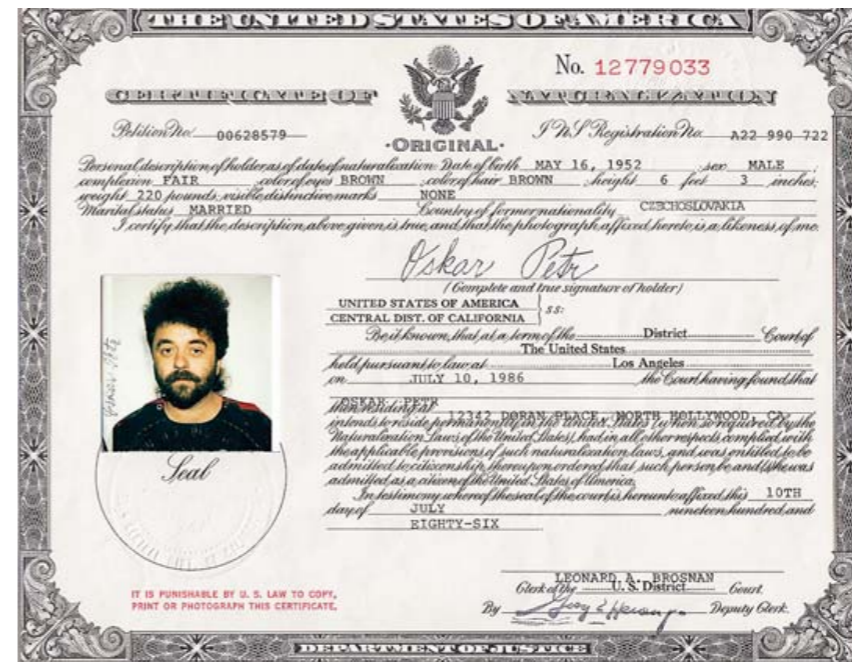 THE UNITED STATES OF AMERICA
No. 12779033
CERTIFICATE OF NATURALIZATION
Petition No. 00628579
ORIGINAL
I N S Registration No. A22 990 722
Personal description of holder as of date of naturalization: Date of birth MAY 16, 1952 sex MALE
complexion FAIR color of eyes BROWN color of hair BROWN height 6 feet 3 inches;
weight 220 pounds; visible distinctive marks NONE
Marital status MARRIED Country of former nationality CZECHOSLOVAKIA
I certify that the description above given is true, and that the photograph affixed hereto is a likeness of me.
Oskar Petr
(Complete and true signature of holder)
UNITED STATES OF AMERICA
CENTRAL DIST. OF CALIFORNIA
ss:
Be it known, that at a term of the District Court of
The United States
held pursuant to law at Los Angeles
on JULY 10, 1986 the Court having found that
OSKAR PETR
then residing at 12342 DORAN PLACE, NORTH HOLLYWOOD, CA
intends to reside permanently in the United States (when so required by the
Naturalization Laws of the United States), had in all other respects complied with
the applicable provisions of such naturalization laws, and was entitled to be
admitted to citizenship, thereupon ordered that such person be and (s)he was
admitted as a citizen of the United States of America.
In testimony whereof the seal of the court is hereunto affixed this 10TH
day of JULY nineteen hundred and
EIGHTY-SIX
Oskar Petr
Seal
IT IS PUNISHABLE BY U. S. LAW TO COPY,
PRINT OR PHOTOGRAPH THIS CERTIFICATE.
LEONARD A. BROSNAN
Clerk of the U. S. District Court.
By Deputy Clerk.
DEPARTMENT OF JUSTICE